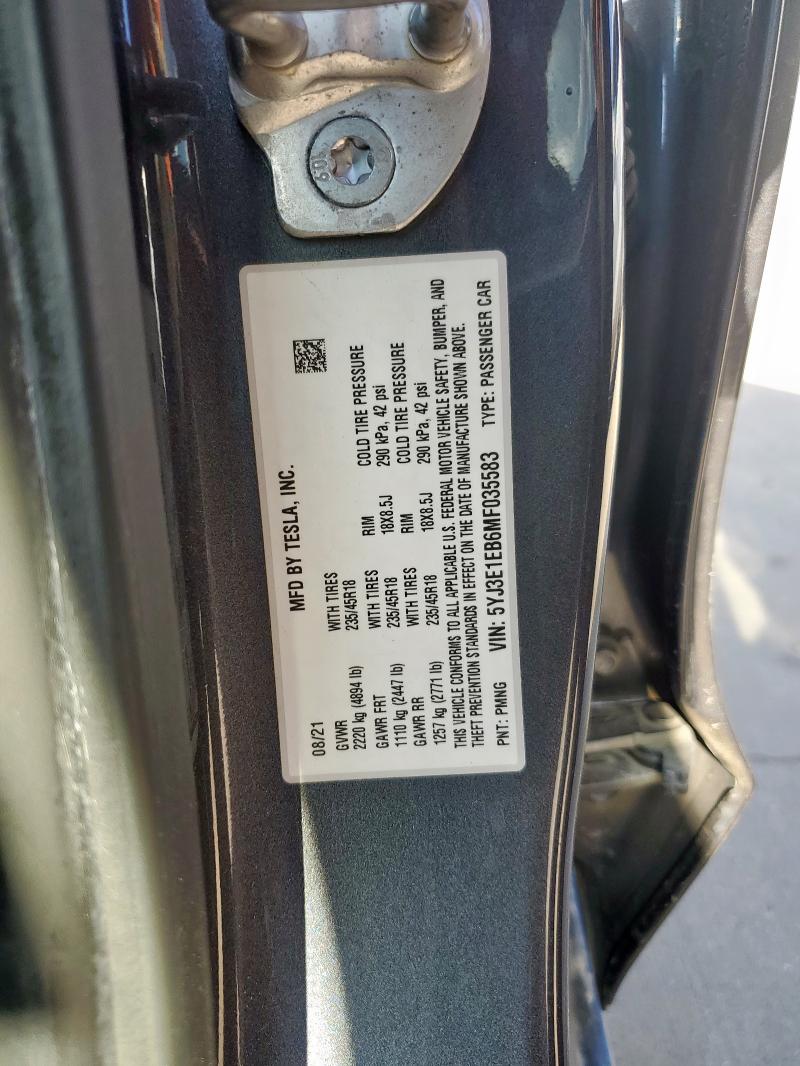 MFD BY TESLA, INC.
08/21
GVWR WITH TIRES RIM COLD TIRE PRESSURE
2220 kg (4894 lb) 235/45R18 18X8.5J 290 kPa, 42 psi
GAWR FRT WITH TIRES RIM COLD TIRE PRESSURE
1110 kg (2447 lb) 235/45R18 18X8.5J 290 kPa, 42 psi
GAWR RR WITH TIRES
1257 kg (2771 lb) 235/45R18
THIS VEHICLE CONFORMS TO ALL APPLICABLE U.S. FEDERAL MOTOR VEHICLE SAFETY, BUMPER, AND
THEFT PREVENTION STANDARDS IN EFFECT ON THE DATE OF MANUFACTURE SHOWN ABOVE.
PNT: PMNG VIN: 5YJ3E1EB6MF035583 TYPE: PASSENGER CAR